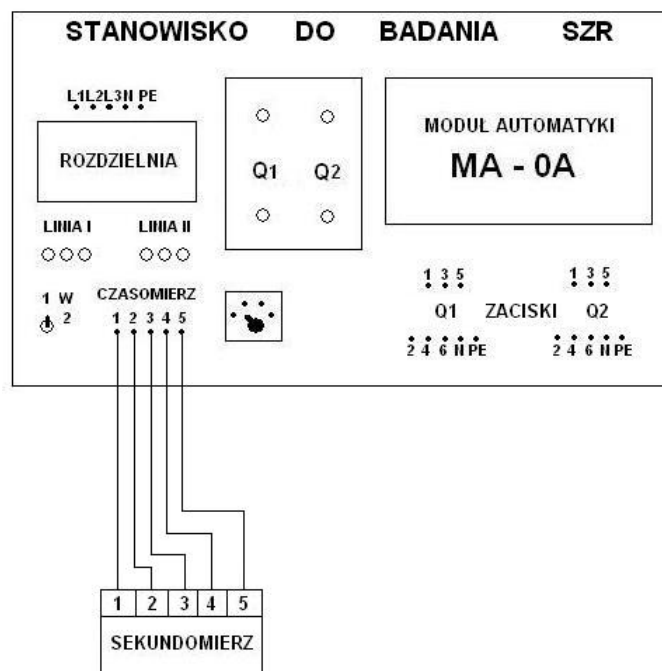 STANOWISKO DO BADANIA SZR
L1L2L3N PE
ROZDZIELNIA
LINIA I LINIA II
1 W
2
CZASOMIERZ
1 2 3 4 5
Q1 Q2
MODUŁ AUTOMATYKI
MA - 0A
1 3 5 1 3 5
Q1 ZACISKI Q2
2 4 6 N PE 2 4 6 N PE
1 2 3 4 5
SEKUNDOMIERZ